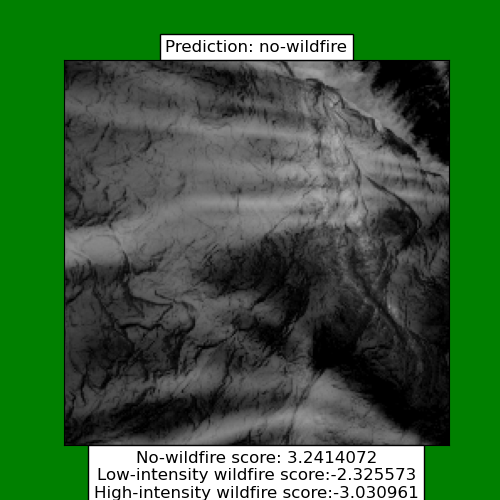 Prediction: no-wildfire
No-wildfire score: 3.2414072
Low-intensity wildfire score:-2.325573
High-intensity wildfire score:-3.030961